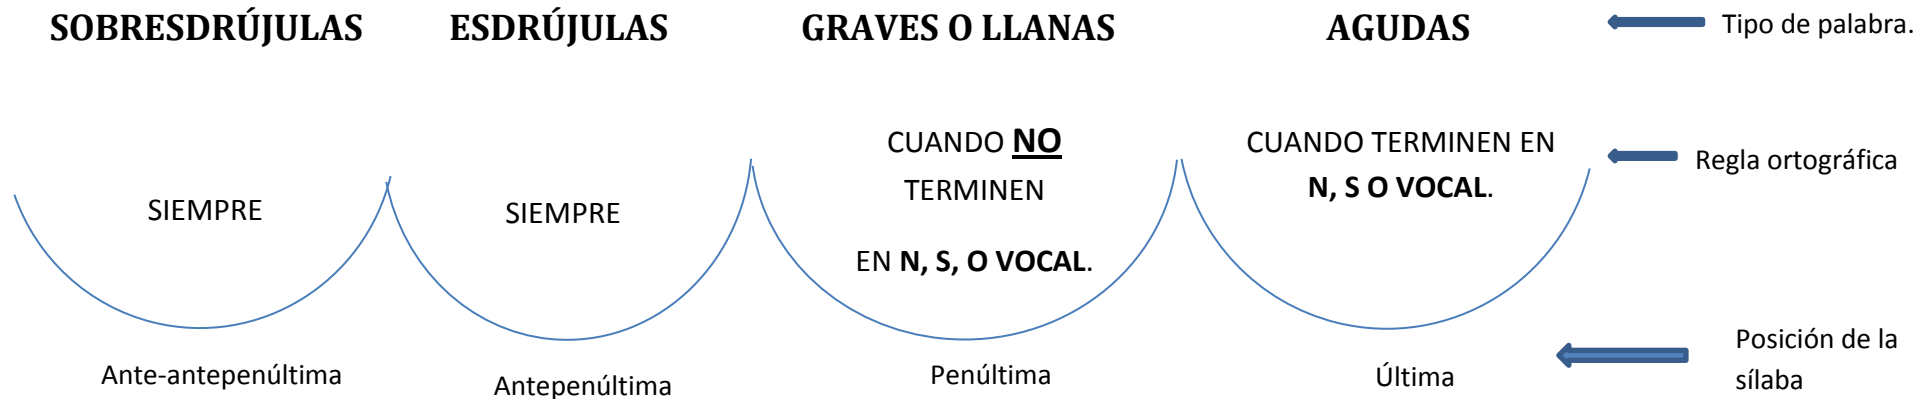 SOBRESDRÚJULAS ESDRÚJULAS GRAVES O LLANAS AGUDAS Tipo de palabra.
SIEMPRE
SIEMPRE
CUANDO NO
TERMINEN
EN N, S, O VOCAL.
CUANDO TERMINEN EN
N, S O VOCAL.
Regla ortográfica
Ante-antepenúltima
Antepenúltima
Penúltima
Última
Posición de la
sílaba